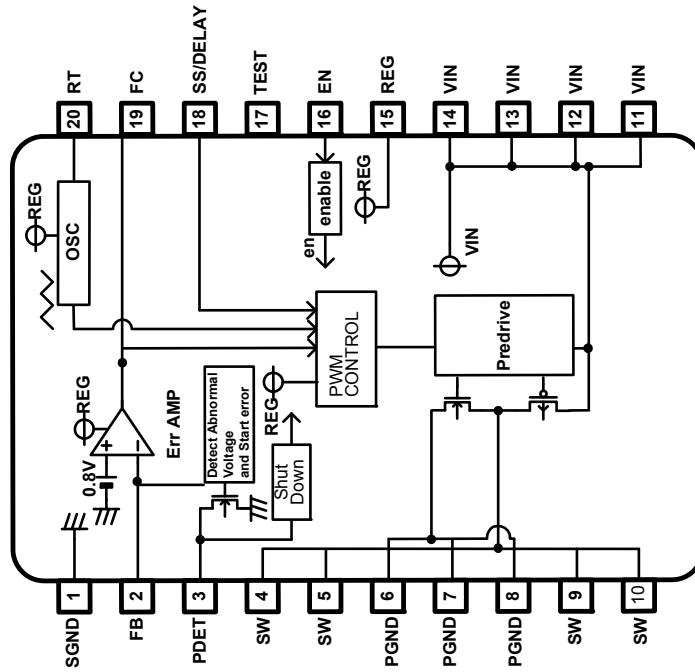 SGND
1
FB
2
PDET
3
SW
4
SW
5
PGND
6
PGND
7
PGND
8
SW
9
SW
10
RT
20
FC
19
SS/DELAY
18
TEST
17
EN
16
REG
15
VIN
14
VIN
13
VIN
12
VIN
11
REG
OSC
REG
Err AMP
0.8V
+
−
Detect Abnormal
Voltage
and Start error
Shut
Down
REG
PWM
CONTROL
en
enable
REG
VIN
Predrive